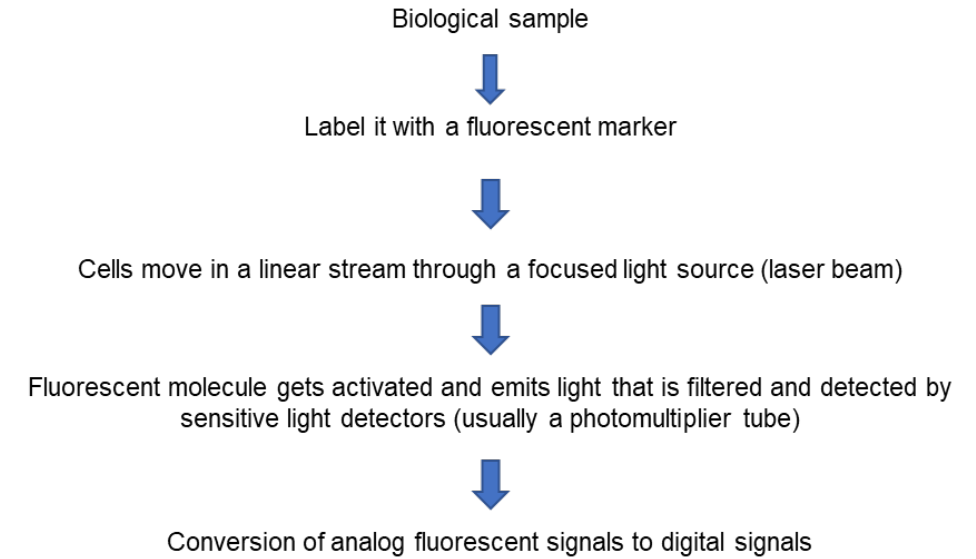 Biological sample
Label it with a fluorescent marker
Cells move in a linear stream through a focused light source (laser beam)
Fluorescent molecule gets activated and emits light that is filtered and detected by
sensitive light detectors (usually a photomultiplier tube)
Conversion of analog fluorescent signals to digital signals